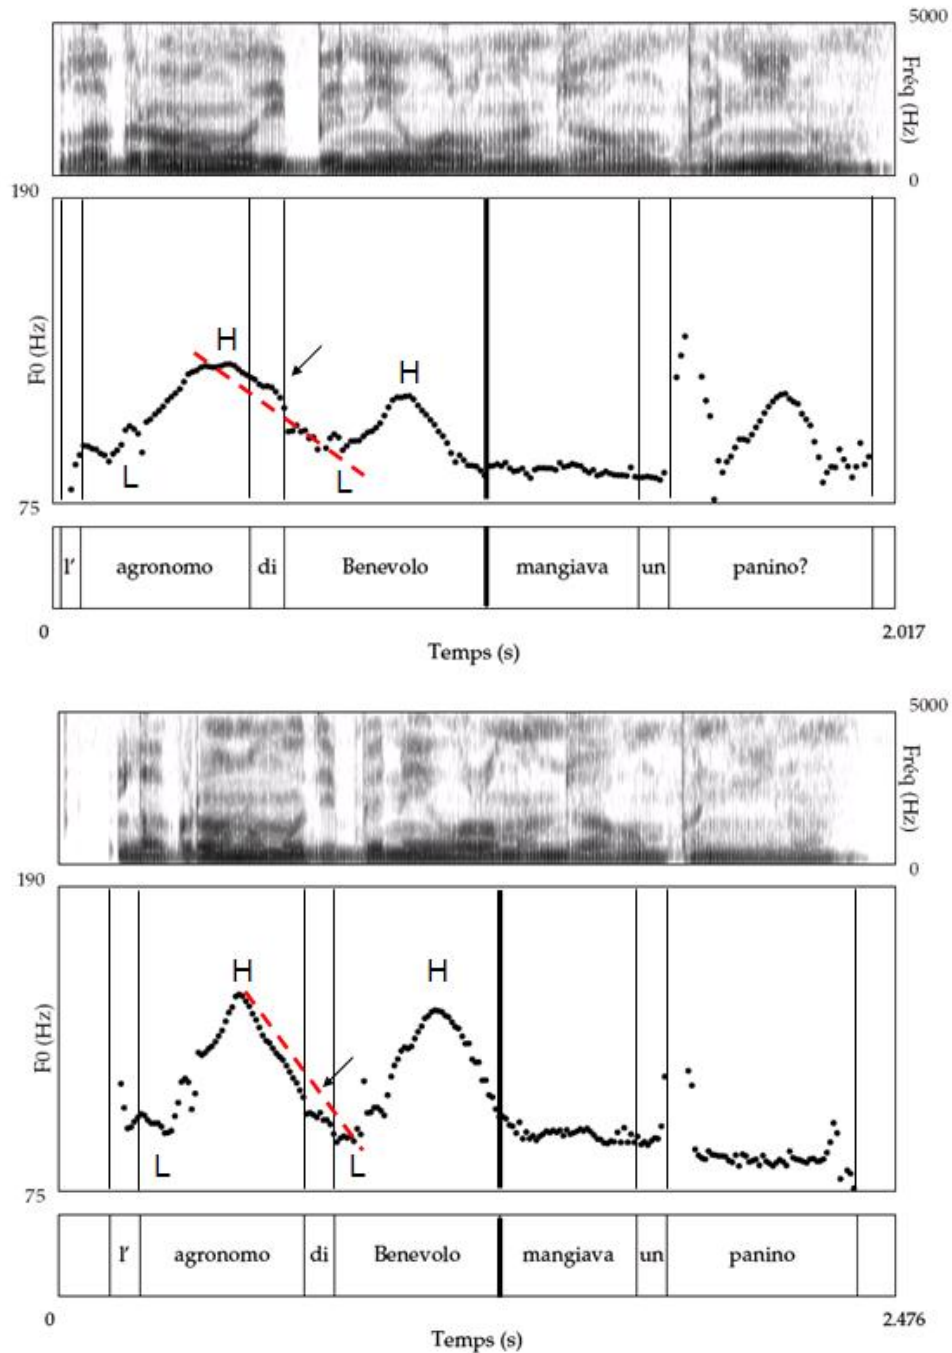 5000
Fréq (Hz)
0
190
F0 (Hz)
H
H
L
L
75
l' agronomo di Benevolo mangiava un panino?
0 2.017
Temps (s)
5000
Fréq (Hz)
0
190
F0 (Hz)
H
H
L
L
75
l' agronomo di Benevolo mangiava un panino
0 2.476
Temps (s)